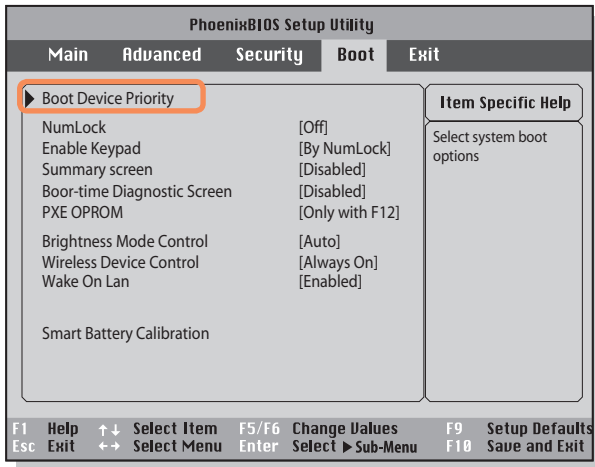 PhoenixBIOS Setup Utility
Main Advanced Security Boot Exit
Boot Device Priority
NumLock [Off]
Enable Keypad [By NumLock]
Summary screen [Disabled]
Boor-time Diagnostic Screen [Disabled]
PXE OPROM [Only with F12]
Brightness Mode Control [Auto]
Wireless Device Control [Always On]
Wake On Lan [Enabled]
Smart Battery Calibration
Item Specific Help
Select system boot
options
F1 Help ↑↓ Select Item F5/F6 Change Values F9 Setup Defaults
Esc Exit ←→ Select Menu Enter Select ▶ Sub-Menu F10 Save and Exit